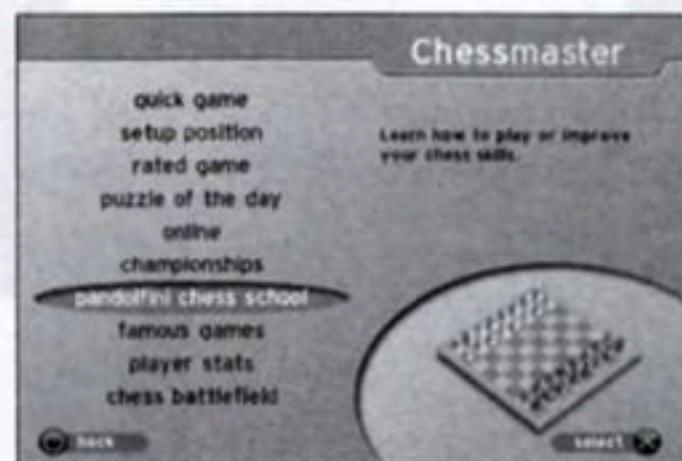 Chessmaster
quick game
setup position
rated game
puzzle of the day
online
championships
pandolfini chess school
famous games
player stats
chess battlefield
Learn how to play or improve
your chess skills.
back
select